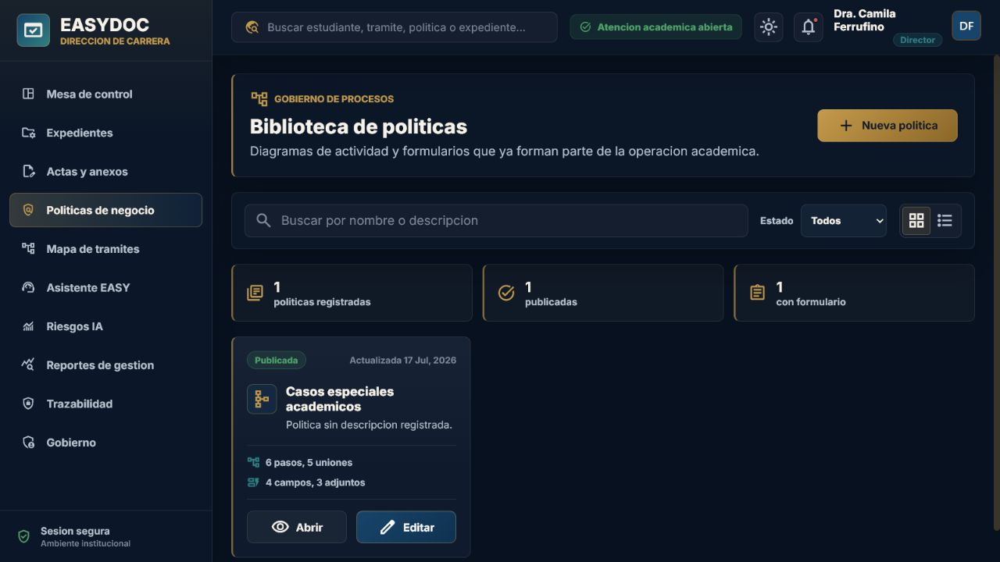 EASYDOC
DIRECCION DE CARRERA
Buscar estudiante, tramite, politica o expediente...
Atencion academica abierta
Dra. Camila
Ferrufino
Director
DF
Mesa de control
Expedientes
Actas y anexos
Politicas de negocio
Mapa de tramites
Asistente EASY
Riesgos IA
Reportes de gestion
Trazabilidad
Gobierno
Sesion segura
Ambiente institucional
GOBIERNO DE PROCESOS
Biblioteca de politicas
Diagramas de actividad y formularios que ya forman parte de la operacion academica.
Nueva politica
Buscar por nombre o descripcion
Estado
Todos
1
politicas registradas
1
publicadas
1
con formulario
Publicada
Actualizada 17 Jul, 2026
Casos especiales
academicos
Politica sin descripcion registrada.
6 pasos, 5 uniones
4 campos, 3 adjuntos
Abrir
Editar